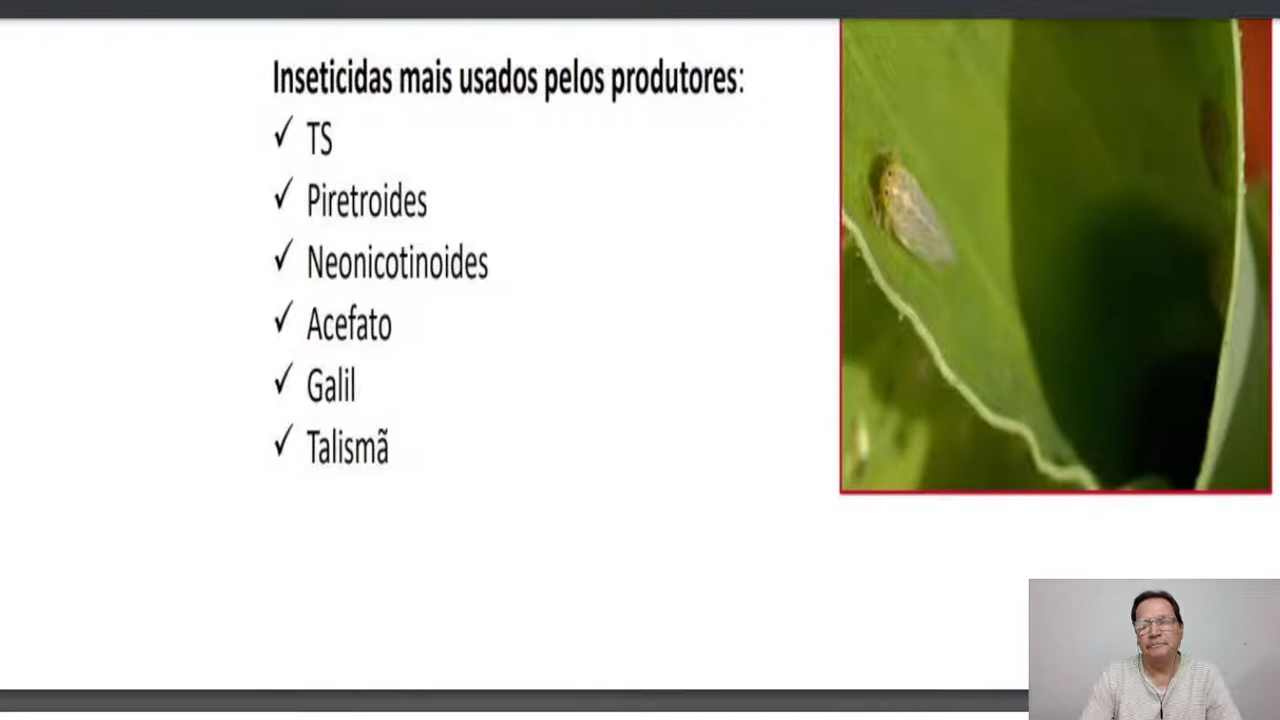 Inseticidas mais usados pelos produtores:
✓ TS
✓ Piretroides
✓ Neonicotinoides
✓ Acefato
✓ Galil
✓ Talismã